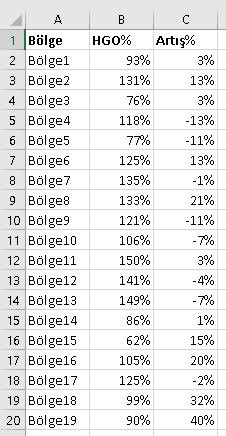 A B C
1 Bölge HGO% Artış%
2 Bölge1 93% 3%
3 Bölge2 131% 13%
4 Bölge3 76% 3%
5 Bölge4 118% -13%
6 Bölge5 77% -11%
7 Bölge6 125% 13%
8 Bölge7 135% -1%
9 Bölge8 133% 21%
10 Bölge9 121% -11%
11 Bölge10 106% -7%
12 Bölge11 150% 3%
13 Bölge12 141% -4%
14 Bölge13 149% -7%
15 Bölge14 86% 1%
16 Bölge15 62% 15%
17 Bölge16 105% 20%
18 Bölge17 125% -2%
19 Bölge18 99% 32%
20 Bölge19 90% 40%